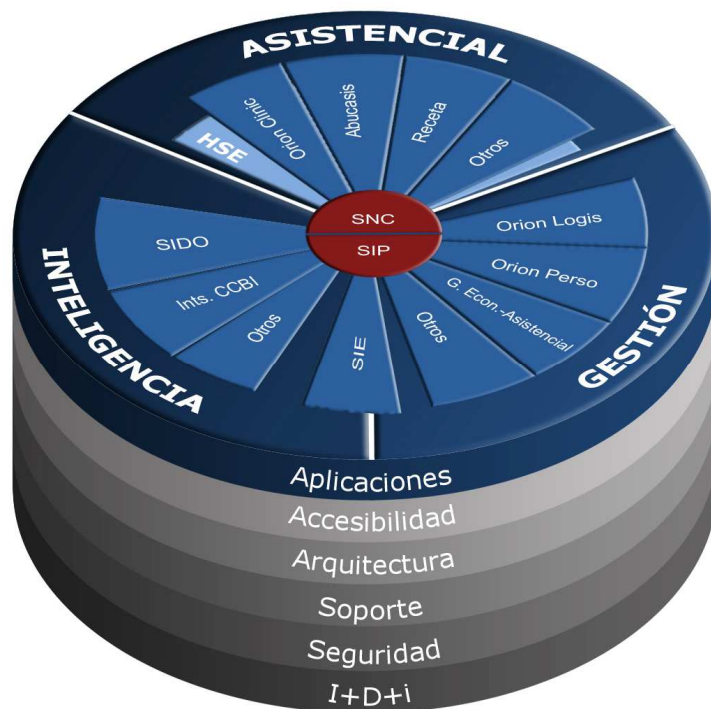 ASISTENCIAL
HSE
Orion Clinic
Abucasis
Receta
Otros
SNC
SIP
INTELIGENCIA
SIDO
Ints. CCBI
Otros
SIE
GESTIÓN
Orion Logis
Orion Perso
G. Econ.-Asistencial
Otros
Aplicaciones
Accesibilidad
Arquitectura
Soporte
Seguridad
I+D+i